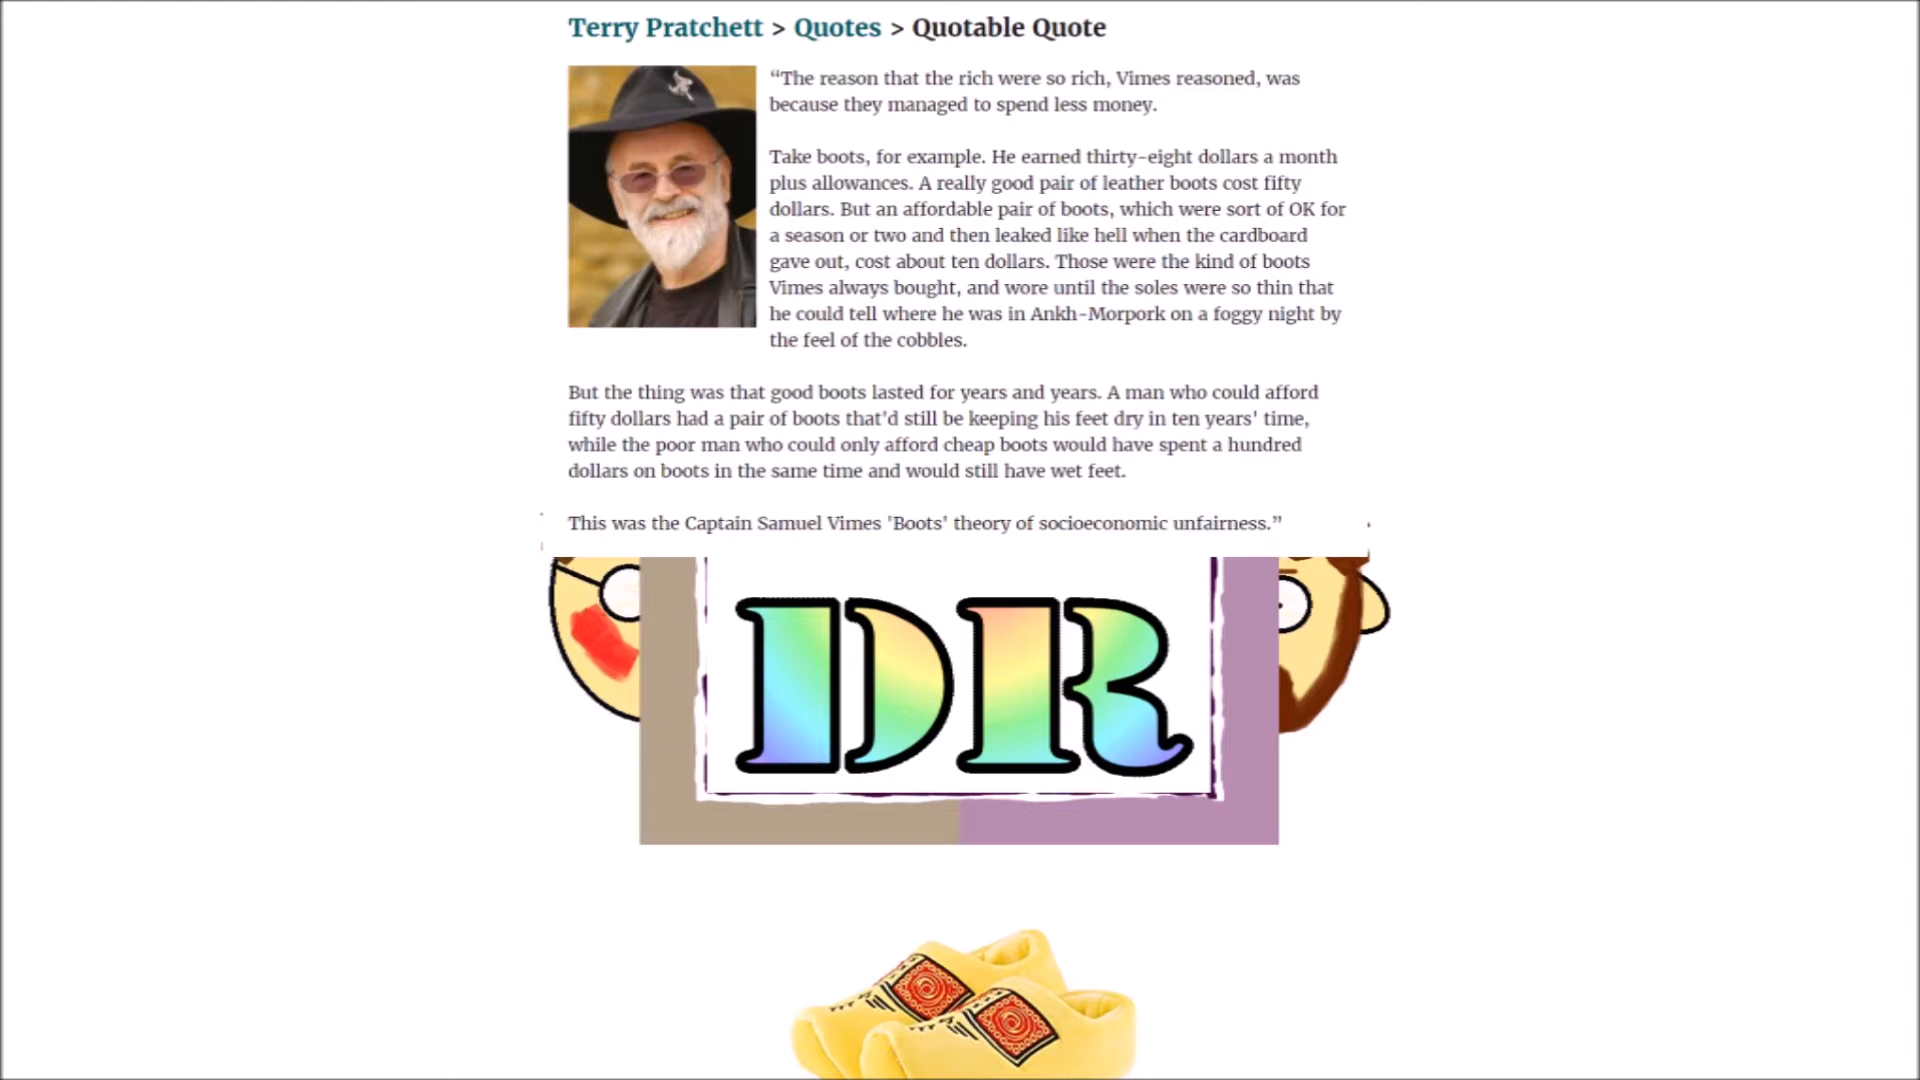 Terry Pratchett > Quotes > Quotable Quote
“The reason that the rich were so rich, Vimes reasoned, was
because they managed to spend less money.
Take boots, for example. He earned thirty-eight dollars a month
plus allowances. A really good pair of leather boots cost fifty
dollars. But an affordable pair of boots, which were sort of OK for
a season or two and then leaked like hell when the cardboard
gave out, cost about ten dollars. Those were the kind of boots
Vimes always bought, and wore until the soles were so thin that
he could tell where he was in Ankh-Morpork on a foggy night by
the feel of the cobbles.
But the thing was that good boots lasted for years and years. A man who could afford
fifty dollars had a pair of boots that'd still be keeping his feet dry in ten years' time,
while the poor man who could only afford cheap boots would have spent a hundred
dollars on boots in the same time and would still have wet feet.
This was the Captain Samuel Vimes 'Boots' theory of socioeconomic unfairness.”
DR